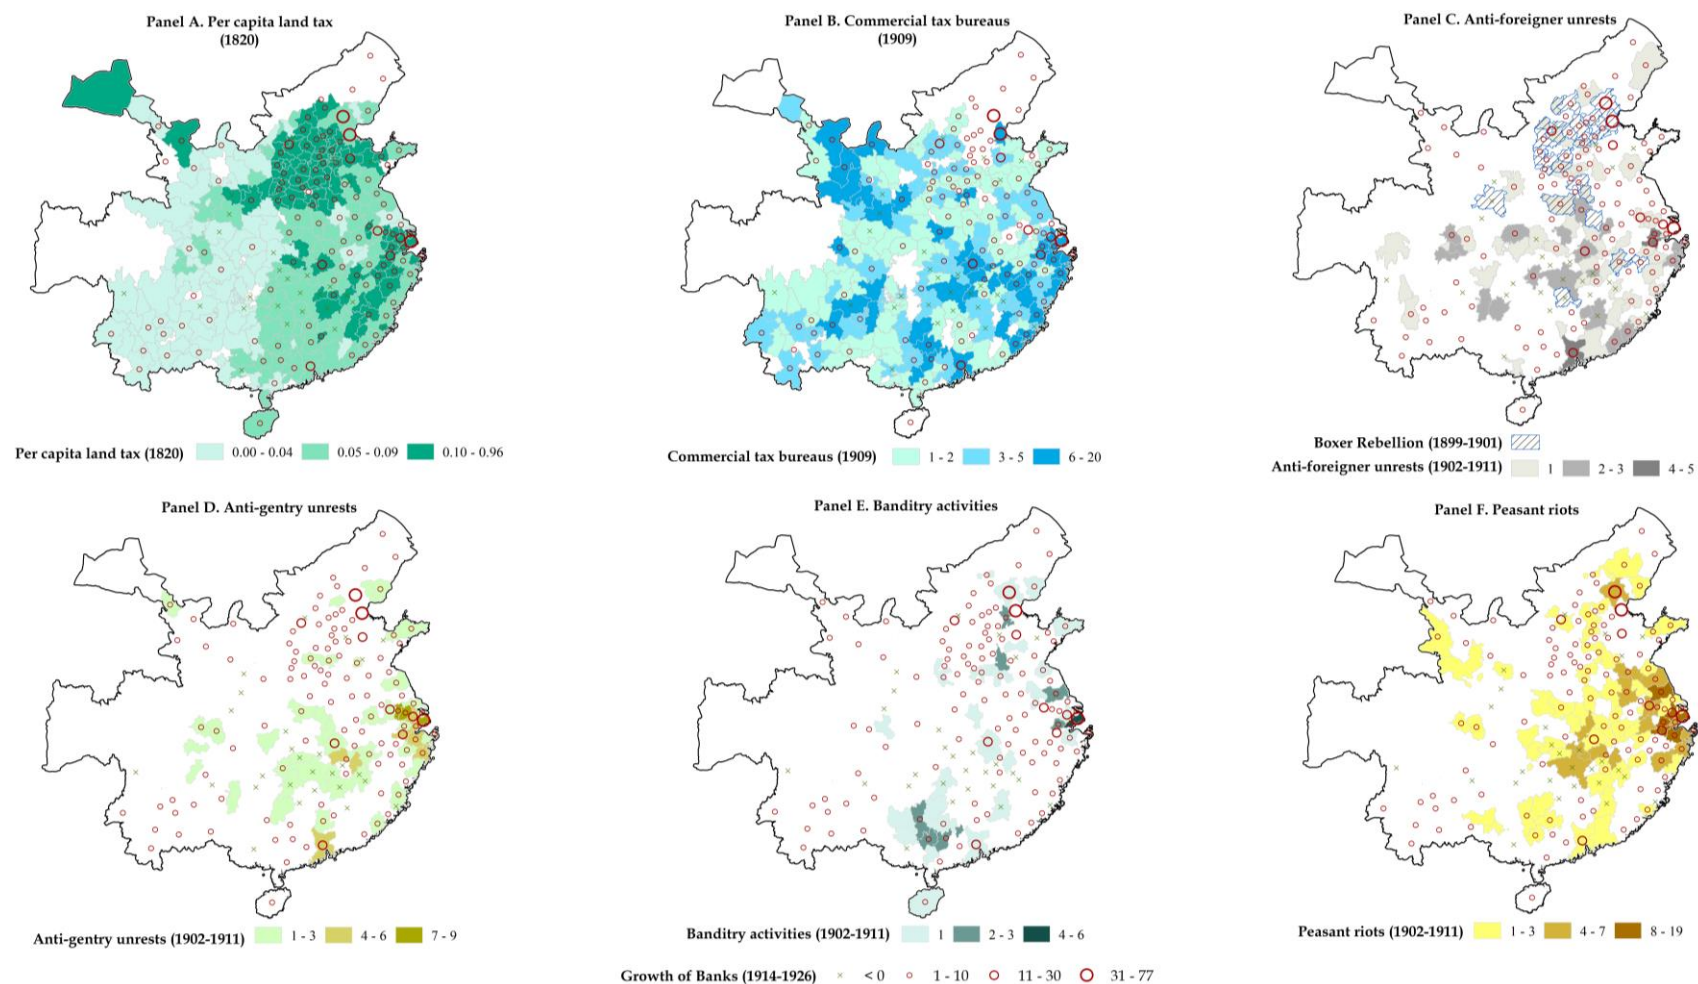 Panel A. Per capita land tax
(1820)
Panel B. Commercial tax bureaus
(1909)
Panel C. Anti-foreigner unrests
Per capita land tax (1820) 0.00 - 0.04 0.05 - 0.09 0.10 - 0.96
Commercial tax bureaus (1909) 1 - 2 3 - 5 6 - 20
Boxer Rebellion (1899-1901)
Anti-foreigner unrests (1902-1911) 1 2 - 3 4 - 5
Panel D. Anti-gentry unrests
Panel E. Banditry activities
Panel F. Peasant riots
Anti-gentry unrests (1902-1911) 1 - 3 4 - 6 7 - 9
Banditry activities (1902-1911) 1 2 - 3 4 - 6
Peasant riots (1902-1911) 1 - 3 4 - 7 8 - 19
Growth of Banks (1914-1926) < 0 1 - 10 11 - 30 31 - 77